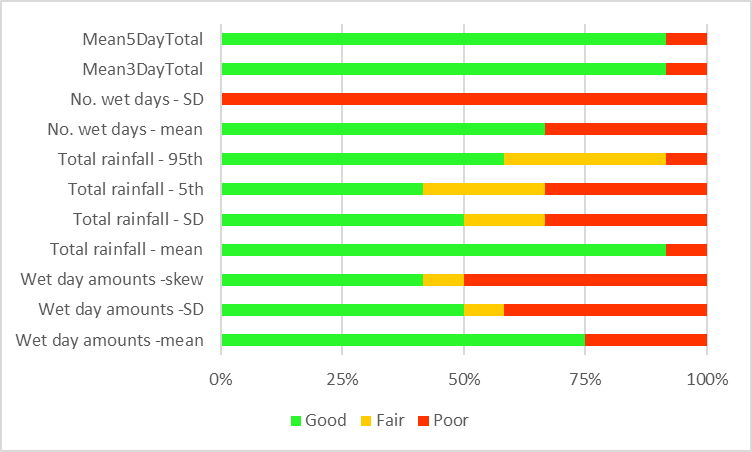 Mean5DayTotal
Mean3DayTotal
No. wet days - SD
No. wet days - mean
Total rainfall - 95th
Total rainfall - 5th
Total rainfall - SD
Total rainfall - mean
Wet day amounts -skew
Wet day amounts -SD
Wet day amounts -mean
0% 25% 50% 75% 100%
Good Fair Poor